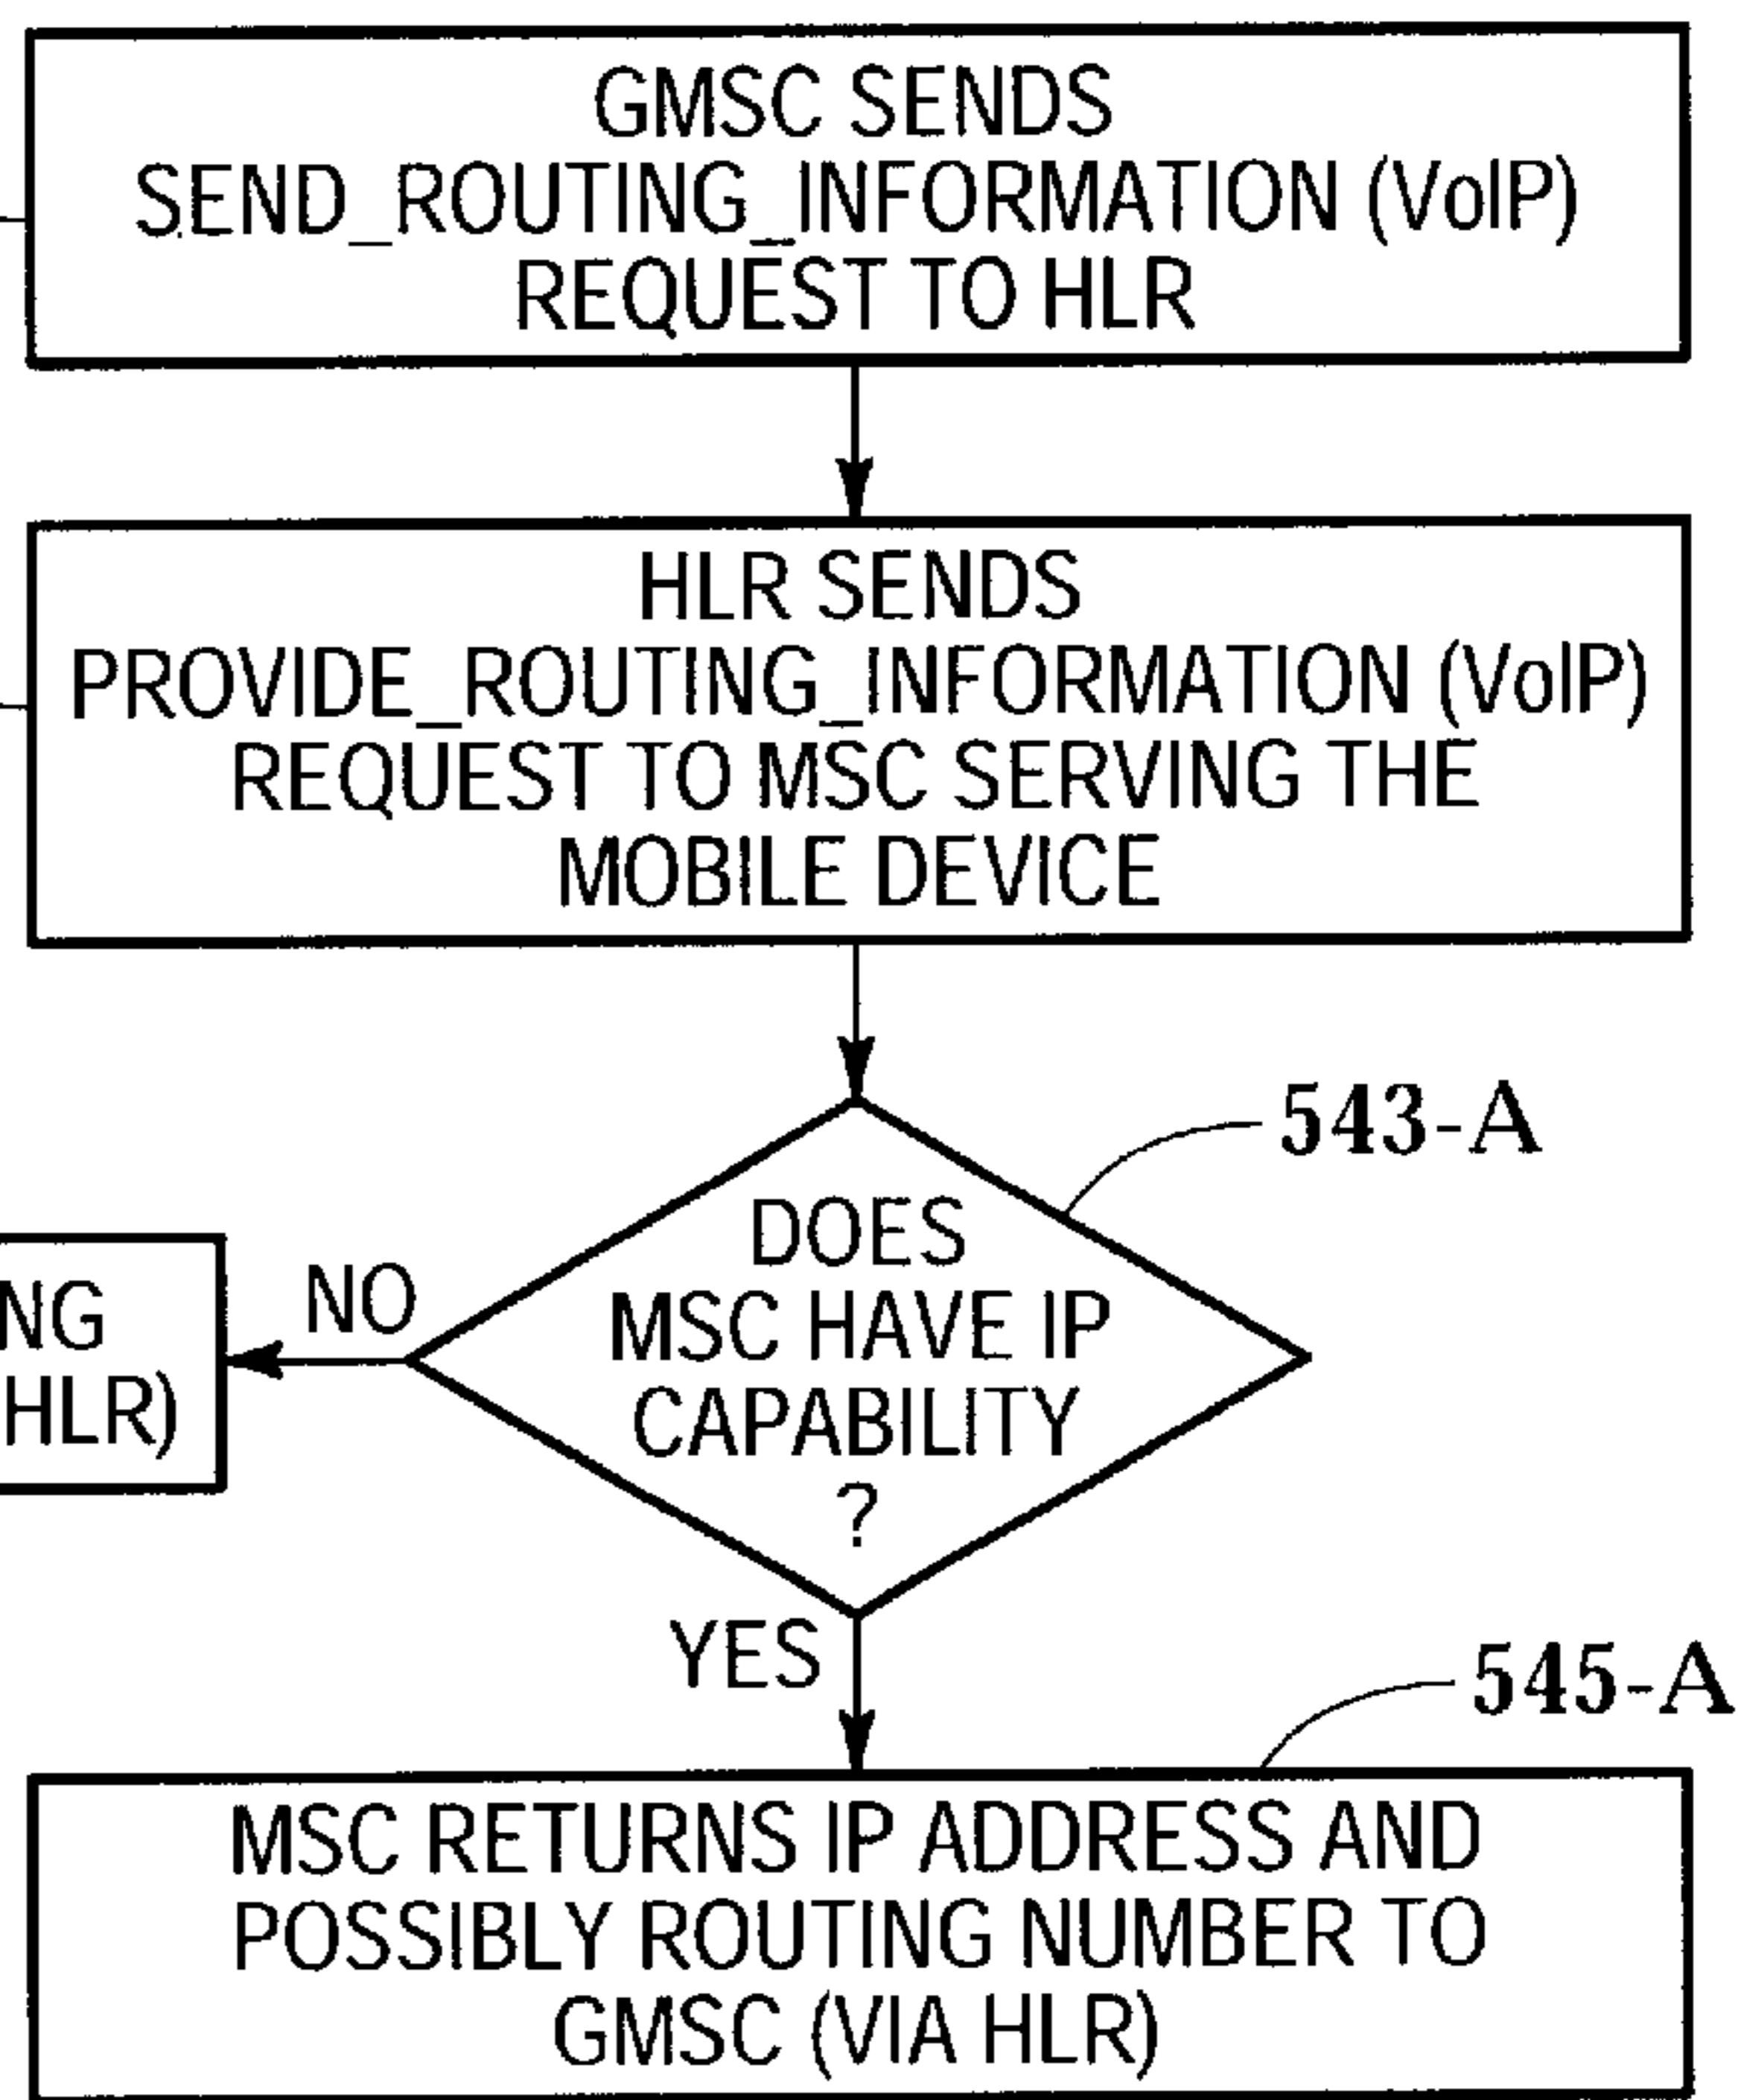 GMSC SENDS
SEND_ROUTING_INFORMATION (VoIP)
REQUEST TO HLR
HLR SENDS
PROVIDE_ROUTING_INFORMATION (VoIP)
REQUEST TO MSC SERVING THE
MOBILE DEVICE
543-A
DOES
MSC HAVE IP
CAPABILITY
?
NO
HLR)
YES
545-A
MSC RETURNS IP ADDRESS AND
POSSIBLY ROUTING NUMBER TO
GMSC (VIA HLR)